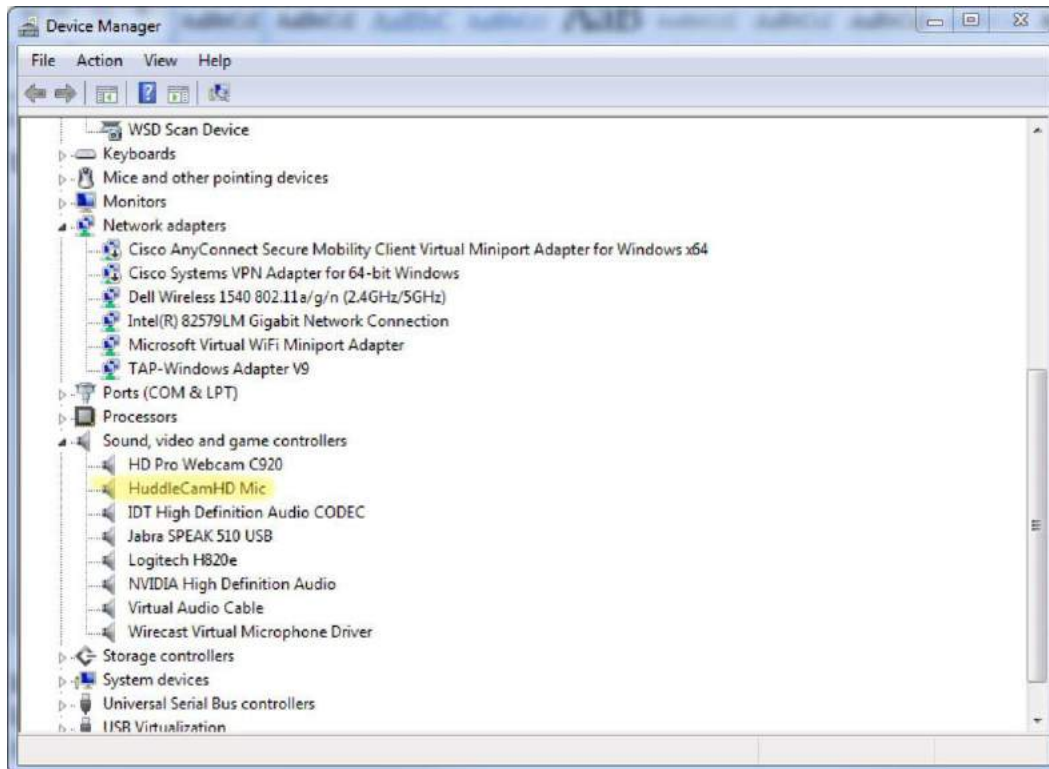 Device Manager
File Action View Help
WSD Scan Device
Keyboards
Mice and other pointing devices
Monitors
Network adapters
Cisco AnyConnect Secure Mobility Client Virtual Miniport Adapter for Windows x64
Cisco Systems VPN Adapter for 64-bit Windows
Dell Wireless 1540 802.11a/g/n (2.4GHz/5GHz)
Intel(R) 82579LM Gigabit Network Connection
Microsoft Virtual WiFi Miniport Adapter
TAP-Windows Adapter V9
Ports (COM & LPT)
Processors
Sound, video and game controllers
HD Pro Webcam C920
HuddleCamHD Mic
IDT High Definition Audio CODEC
Jabra SPEAK 510 USB
Logitech H820e
NVIDIA High Definition Audio
Virtual Audio Cable
Wirecast Virtual Microphone Driver
Storage controllers
System devices
Universal Serial Bus controllers
USB Virtualization